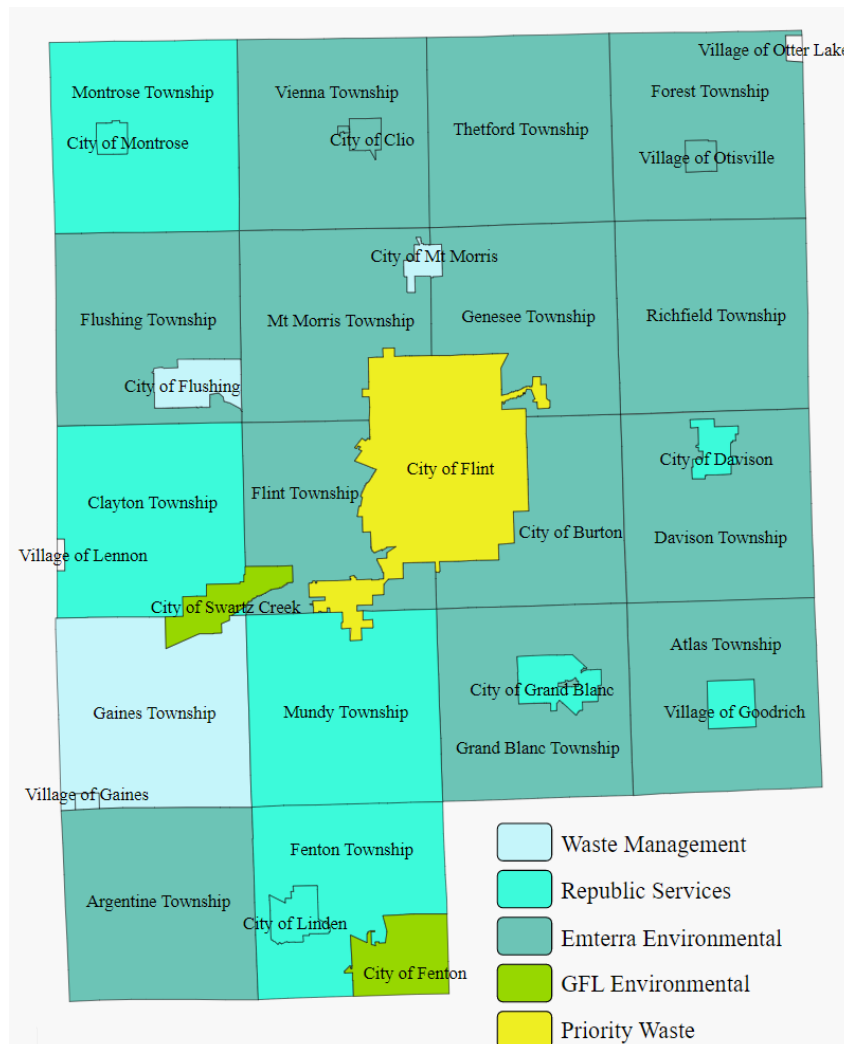 Village of Otter Lake
Montrose Township
Vienna Township
Forest Township
City of Montrose
City of Clio
Thetford Township
Village of Otisville
City of Mt Morris
Flushing Township
Mt Morris Township
Genesee Township
Richfield Township
City of Flushing
City of Flint
City of Davison
Clayton Township
Flint Township
City of Burton
Davison Township
Village of Lennon
City of Swartz Creek
Atlas Township
Gaines Township
Mundy Township
City of Grand Blanc
Village of Goodrich
Grand Blanc Township
Village of Gaines
Fenton Township
Argentine Township
City of Linden
City of Fenton
Waste Management
Republic Services
Emterra Environmental
GFL Environmental
Priority Waste